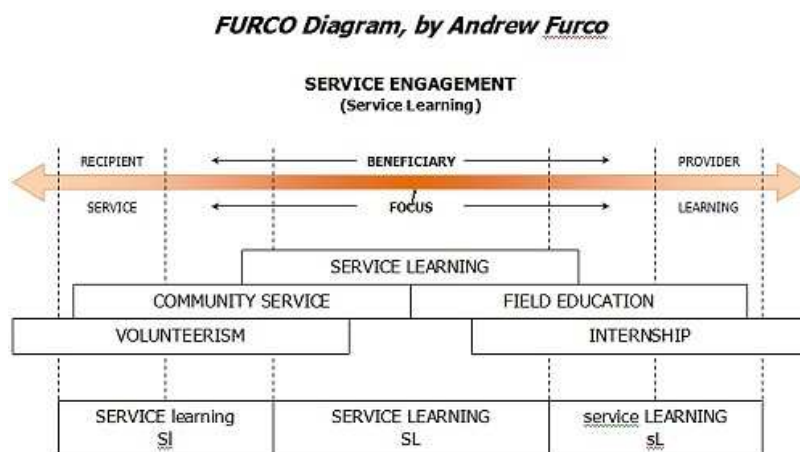 FURCO Diagram, by Andrew Furco
SERVICE ENGAGEMENT
(Service Learning)
RECIPIENT BENEFICIARY PROVIDER
SERVICE FOCUS LEARNING
SERVICE LEARNING
COMMUNITY SERVICE FIELD EDUCATION
VOLUNTEERISM INTERNSHIP
SERVICE learning SERVICE LEARNING service LEARNING
Sl SL sL